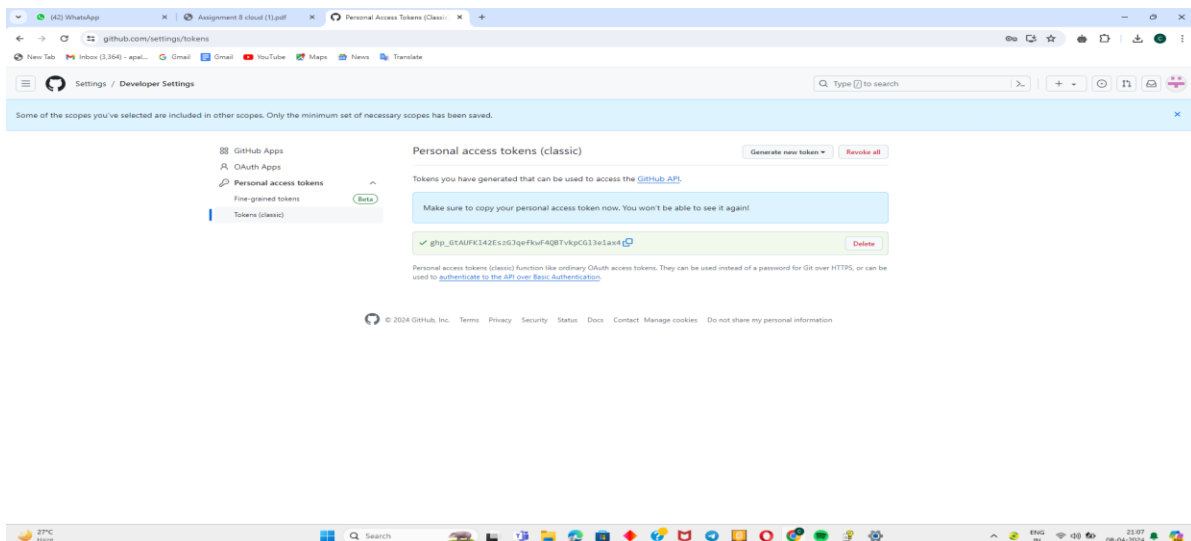 (42) WhatsApp
Assignment 8 cloud (1).pdf
Personal Access Tokens (Classic
github.com/settings/tokens
New Tab
Inbox (3,364) - apal...
Gmail
Gmail
YouTube
Maps
News
Translate
Settings / Developer Settings
Type / to search
Some of the scopes you've selected are included in other scopes. Only the minimum set of necessary scopes has been saved.
GitHub Apps
OAuth Apps
Personal access tokens
Fine-grained tokens
Beta
Tokens (classic)
Personal access tokens (classic)
Generate new token
Revoke all
Tokens you have generated that can be used to access the GitHub API.
Make sure to copy your personal access token now. You won't be able to see it again!
Delete
Personal access tokens (classic) function like ordinary OAuth access tokens. They can be used instead of a password for Git over HTTPS, or can be
used to authenticate to the API over Basic Authentication.
© 2024 GitHub, Inc. Terms Privacy Security Status Docs Contact Manage cookies Do not share my personal information
27°C
Haze
Search
ENG
IN
21:07
08-04-2024